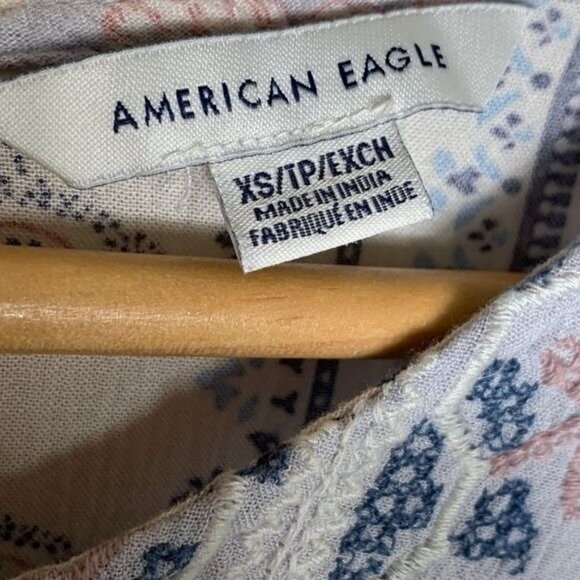 AMERICAN EAGLE
XS/TP/EXCH
MADE IN INDIA
FABRIQUÉ EN INDE